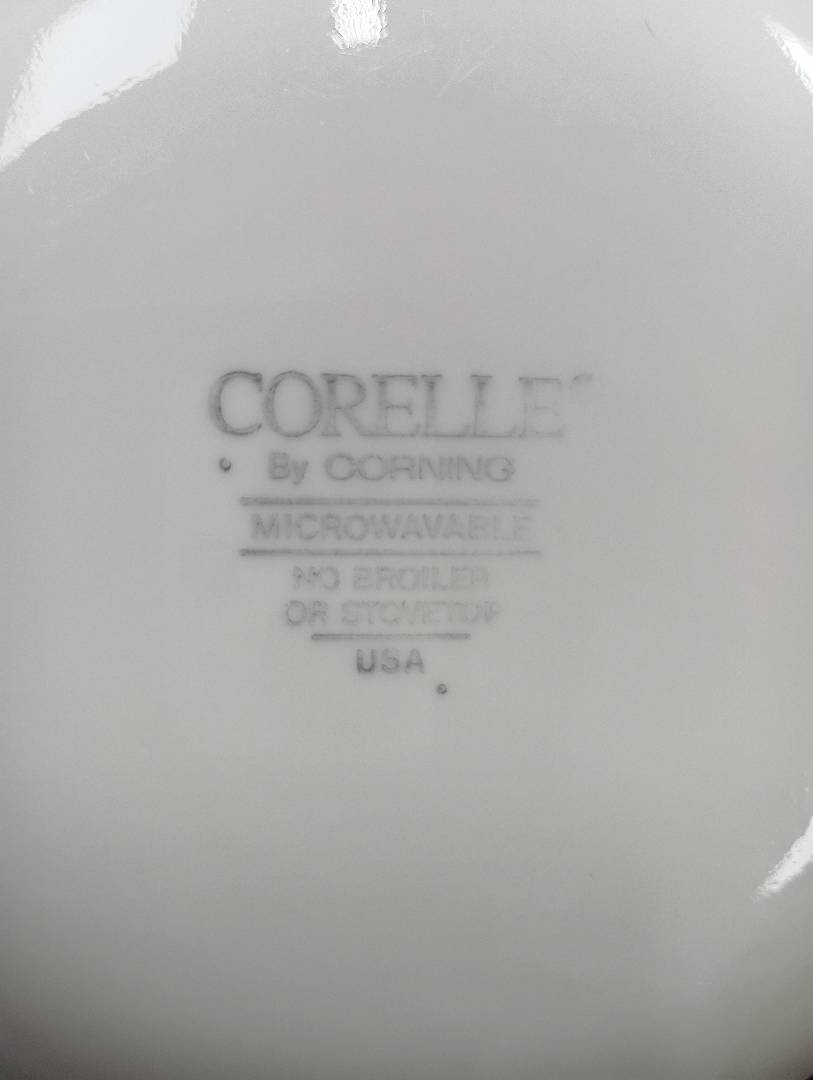 CORELLE®
By CORNING
MICROWAVABLE
NO BROILER
OR STOVETOP
USA